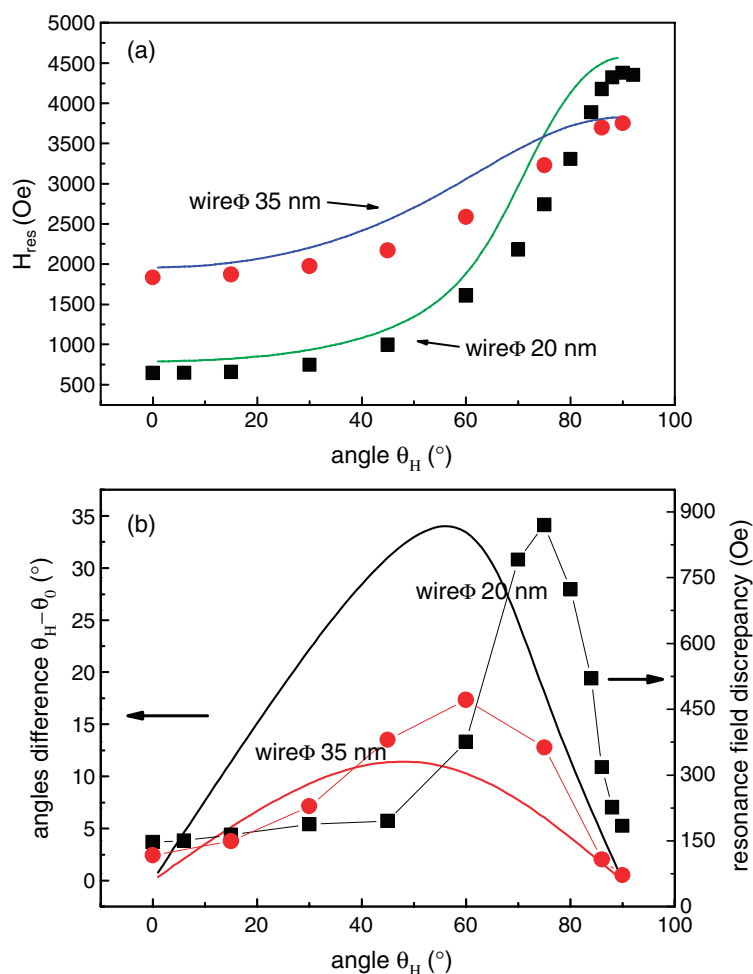 (a)
5000
4500
4000
3500
3000
2500
2000
1500
1000
500
H_res (Oe)
wireΦ 35 nm
wireΦ 20 nm
0 20 40 60 80 100
angle θ_H (°)
(b)
35
30
25
20
15
10
5
0
angles difference θ_H−θ_0 (°)
wireΦ 20 nm
wireΦ 35 nm
900
750
600
450
300
150
0
resonance field discrepancy (Oe)
0 20 40 60 80 100
angle θ_H (°)